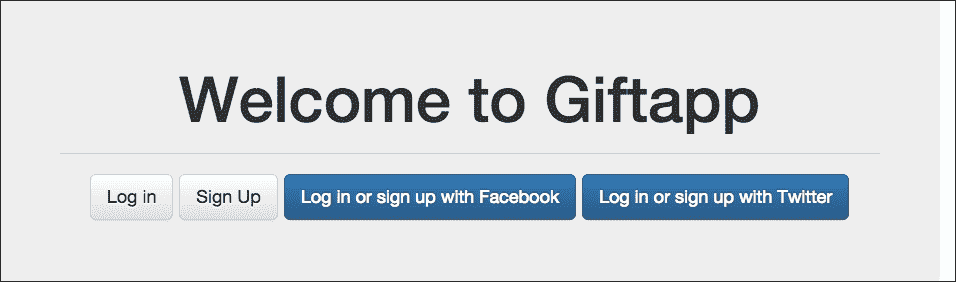 Welcome to Giftapp
Log in Sign Up Log in or sign up with Facebook Log in or sign up with Twitter